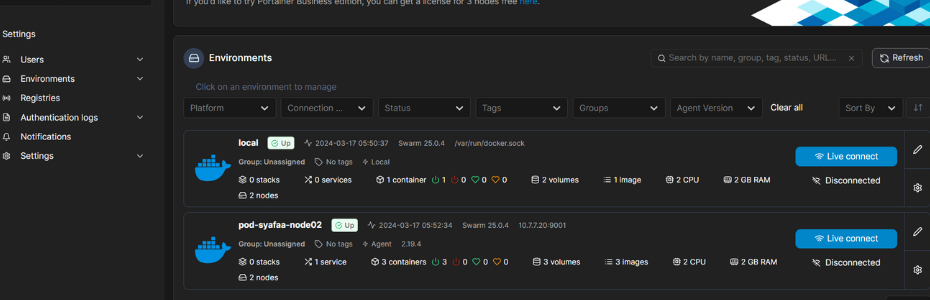 If you'd like to try Portainer Business edition, you can get a license for 3 nodes free here.
Settings
Users
Environments
Registries
Authentication logs
Notifications
Settings
Environments
Search by name, group, tag, status, URL...
Refresh
Click on an environment to manage
Platform
Connection ...
Status
Tags
Groups
Agent Version
Clear all
Sort By
local Up 2024-03-17 05:50:37 Swarm 25.0.4 /var/run/docker.sock
Group: Unassigned No tags Local
0 stacks 0 services 1 container 1 0 0 0 2 volumes 1 image 2 CPU 2 GB RAM
2 nodes
Live connect
Disconnected
pod-syafaa-node02 Up 2024-03-17 05:52:34 Swarm 25.0.4 10.7.7.20:9001
Group: Unassigned No tags Agent 2.19.4
0 stacks 1 service 3 containers 3 0 0 0 3 volumes 3 images 2 CPU 2 GB RAM
2 nodes
Live connect
Disconnected